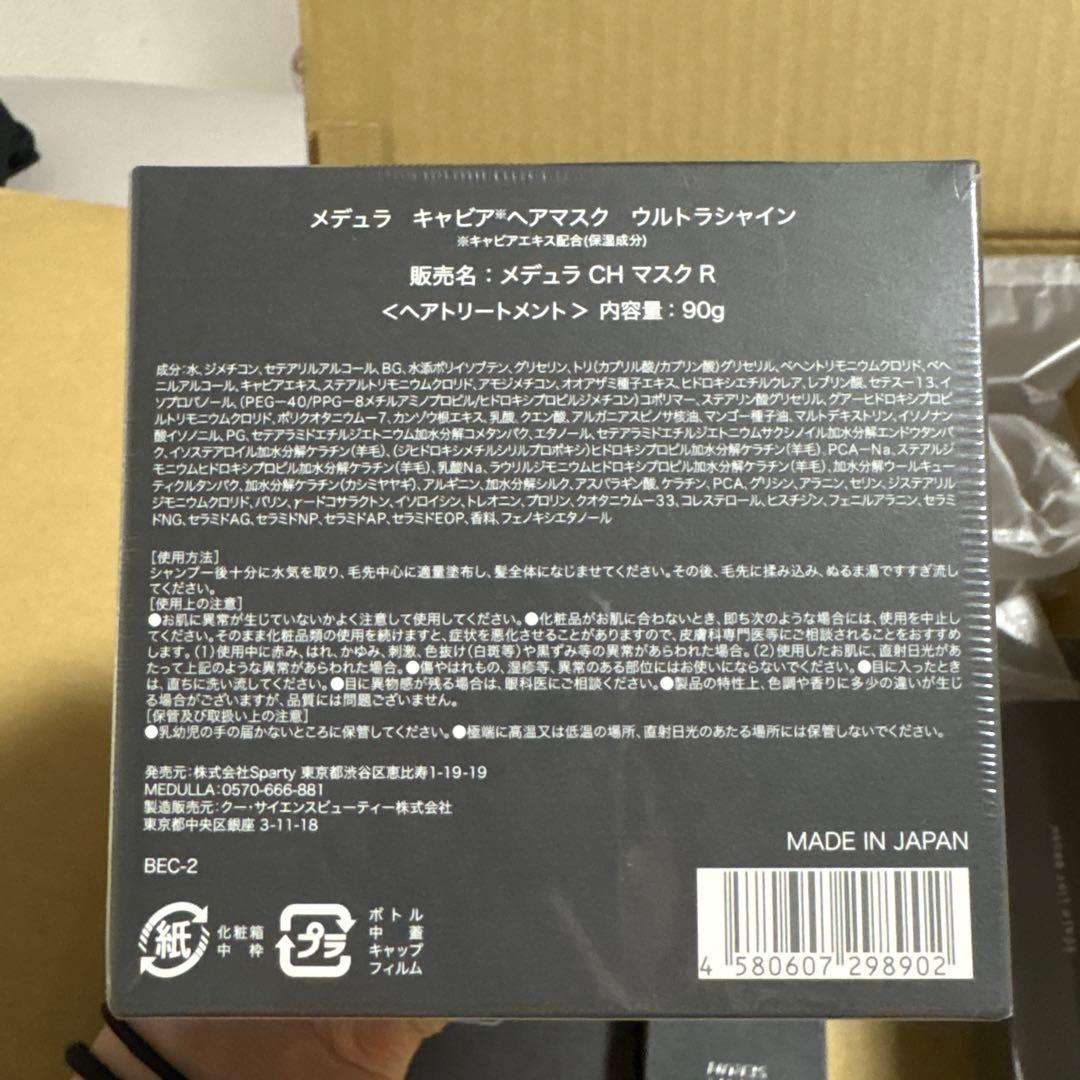 メデュラ キャビア※ヘアマスク ウルトラシャイン
※キャビアエキス配合(保湿成分)
販売名：メデュラ CH マスク R
＜ヘアトリートメント＞ 内容量：90g
成分：水、ジメチコン、セテアリルアルコール、BG、水添ポリイソブテン、グリセリン、トリ(カプリル酸/カプリン酸)グリセリル、ベヘントリモニウムクロリド、ベヘ
ニルアルコール、キャビアエキス、ステアルトリモニウムクロリド、アモジメチコン、オオアザミ種子エキス、ヒドロキシエチルウレア、レブリン酸、セテスー13、イ
ソプロパノール、(PEGー40/PPGー8メチルアミノプロピル/ヒドロキシプロピルジメチコン)コポリマー、ステアリン酸グリセリル、グアーヒドロキシプロピ
ルトリモニウムクロリド、ポリクオタニウムー7、カンゾウ根エキス、乳酸、クエン酸、アルガニアスピノサ核油、マンゴー種子油、マルトデキストリン、イソノナン
酸イソノニル、PG、セテアラミドエチルジエトニウム加水分解コメタンパク、エタノール、セテアラミドエチルジエトニウムサクシノイル加水分解エンドウタンパ
ク、イソステアロイル加水分解ケラチン(羊毛)、(ジヒドロキシメチルシリルプロポキシ)ヒドロキシプロピル加水分解ケラチン(羊毛)、PCAーNa、ステアルジ
モニウムヒドロキシプロピル加水分解ケラチン(羊毛)、乳酸Na、ラウリルジモニウムヒドロキシプロピル加水分解ケラチン(羊毛)、加水分解ウールキュー
ティクルタンパク、加水分解ケラチン(カシミヤヤギ)、アルギニン、加水分解シルク、アスパラギン酸、ケラチン、PCA、グリシン、アラニン、セリン、ジステアリ
ルジモニウムクロリド、バリン、γードコサラクトン、イソロイシン、トレオニン、プロリン、クオタニウムー33、コレステロール、ヒスチジン、フェニルアラニン、セラミ
ドNG、セラミドAG、セラミドNP、セラミドAP、セラミドEOP、香料、フェノキシエタノール
[使用方法]
シャンプー後十分に水気を取り、毛先中心に適量塗布し、髪全体になじませてください。その後、毛先に揉み込み、ぬるま湯ですすぎ流し
てください。
[使用上の注意]
●お肌に異常が生じていないかよく注意して使用してください。●化粧品がお肌に合わないとき、即ち次のような場合には、使用を中止し
てください。そのまま化粧品類の使用を続けますと、症状を悪化させることがありますので、皮膚科専門医等にご相談されることをおすすめ
します。(1)使用中に赤み、はれ、かゆみ、刺激、色抜け(白斑等)や黒ずみ等の異常があらわれた場合。(2)使用したお肌に、直射日光があ
たって上記のような異常があらわれた場合。●傷やはれもの、湿疹等、異常のある部位にはお使いにならないでください。●目に入ったとき
は、直ちに洗い流してください。●目に異物感が残る場合は、眼科医にご相談ください。●製品の特性上、色調や香りに多少の違いが生じ
る場合がございますが、品質には問題ございません。
[保管及び取扱い上の注意]
●乳幼児の手の届かないところに保管してください。●極端に高温又は低温の場所、直射日光のあたる場所には保管しないでください。
発売元：株式会社Sparty 東京都渋谷区恵比寿1-19-19
MEDULLA：0570-666-881
製造販売元：クー・サイエンスビューティー株式会社
東京都中央区銀座 3-11-18
MADE IN JAPAN
BEC-2
紙
化粧箱
中 枠
プラ
ボトル
中 蓋
キャップ
フィルム
4 580607 298902